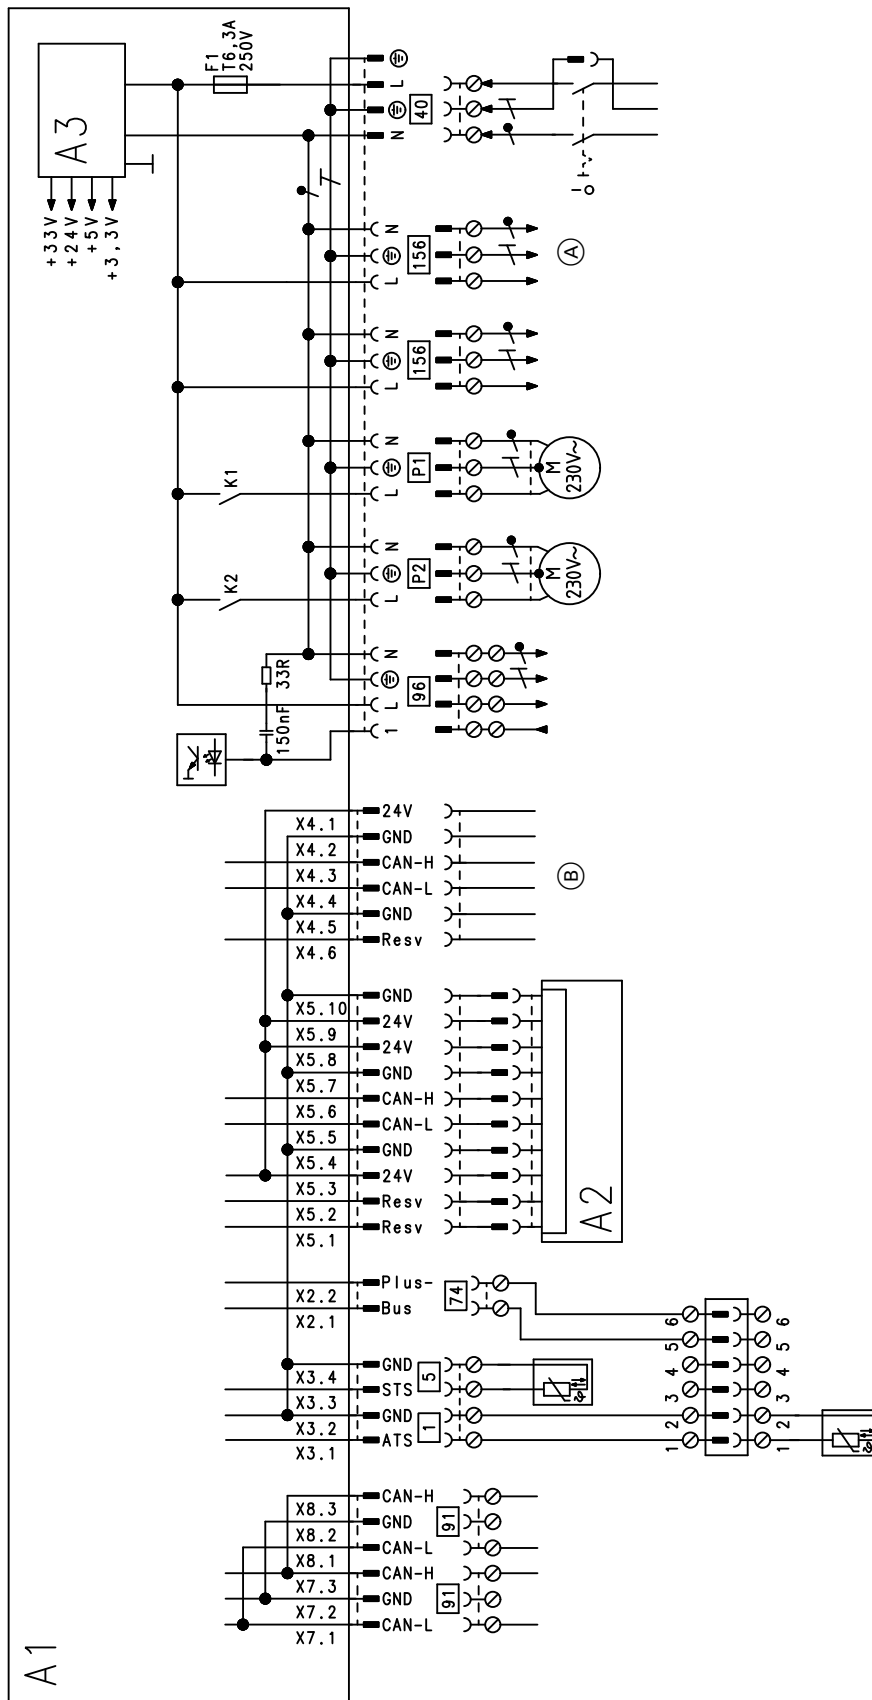 F1
T6,3A
250V
A3
+33V
+24V
+5V
+3,3V
L
N
40
N
L
156
A
N
L
156
K1
N
L
P1
M
230V~
K2
N
L
P2
M
230V~
33R
150nF
N
L
1
96
X4.1
24V
X4.2
GND
X4.3
CAN-H
X4.4
CAN-L
X4.5
GND
X4.6
Resv
B
X5.10
GND
X5.9
24V
X5.8
24V
X5.7
GND
X5.6
CAN-H
X5.5
CAN-L
X5.4
GND
X5.3
24V
X5.2
Resv
X5.1
Resv
A2
X2.2
Plus-
X2.1
Bus
74
X3.4
GND
X3.3
STS
5
X3.2
GND
X3.1
ATS
1
6
5
4
3
2
1
6
5
4
3
2
1
ϑ
ϑ
X8.3
CAN-H
X8.2
GND
X8.1
CAN-L
91
X7.3
CAN-H
X7.2
GND
X7.1
CAN-L
91
A1